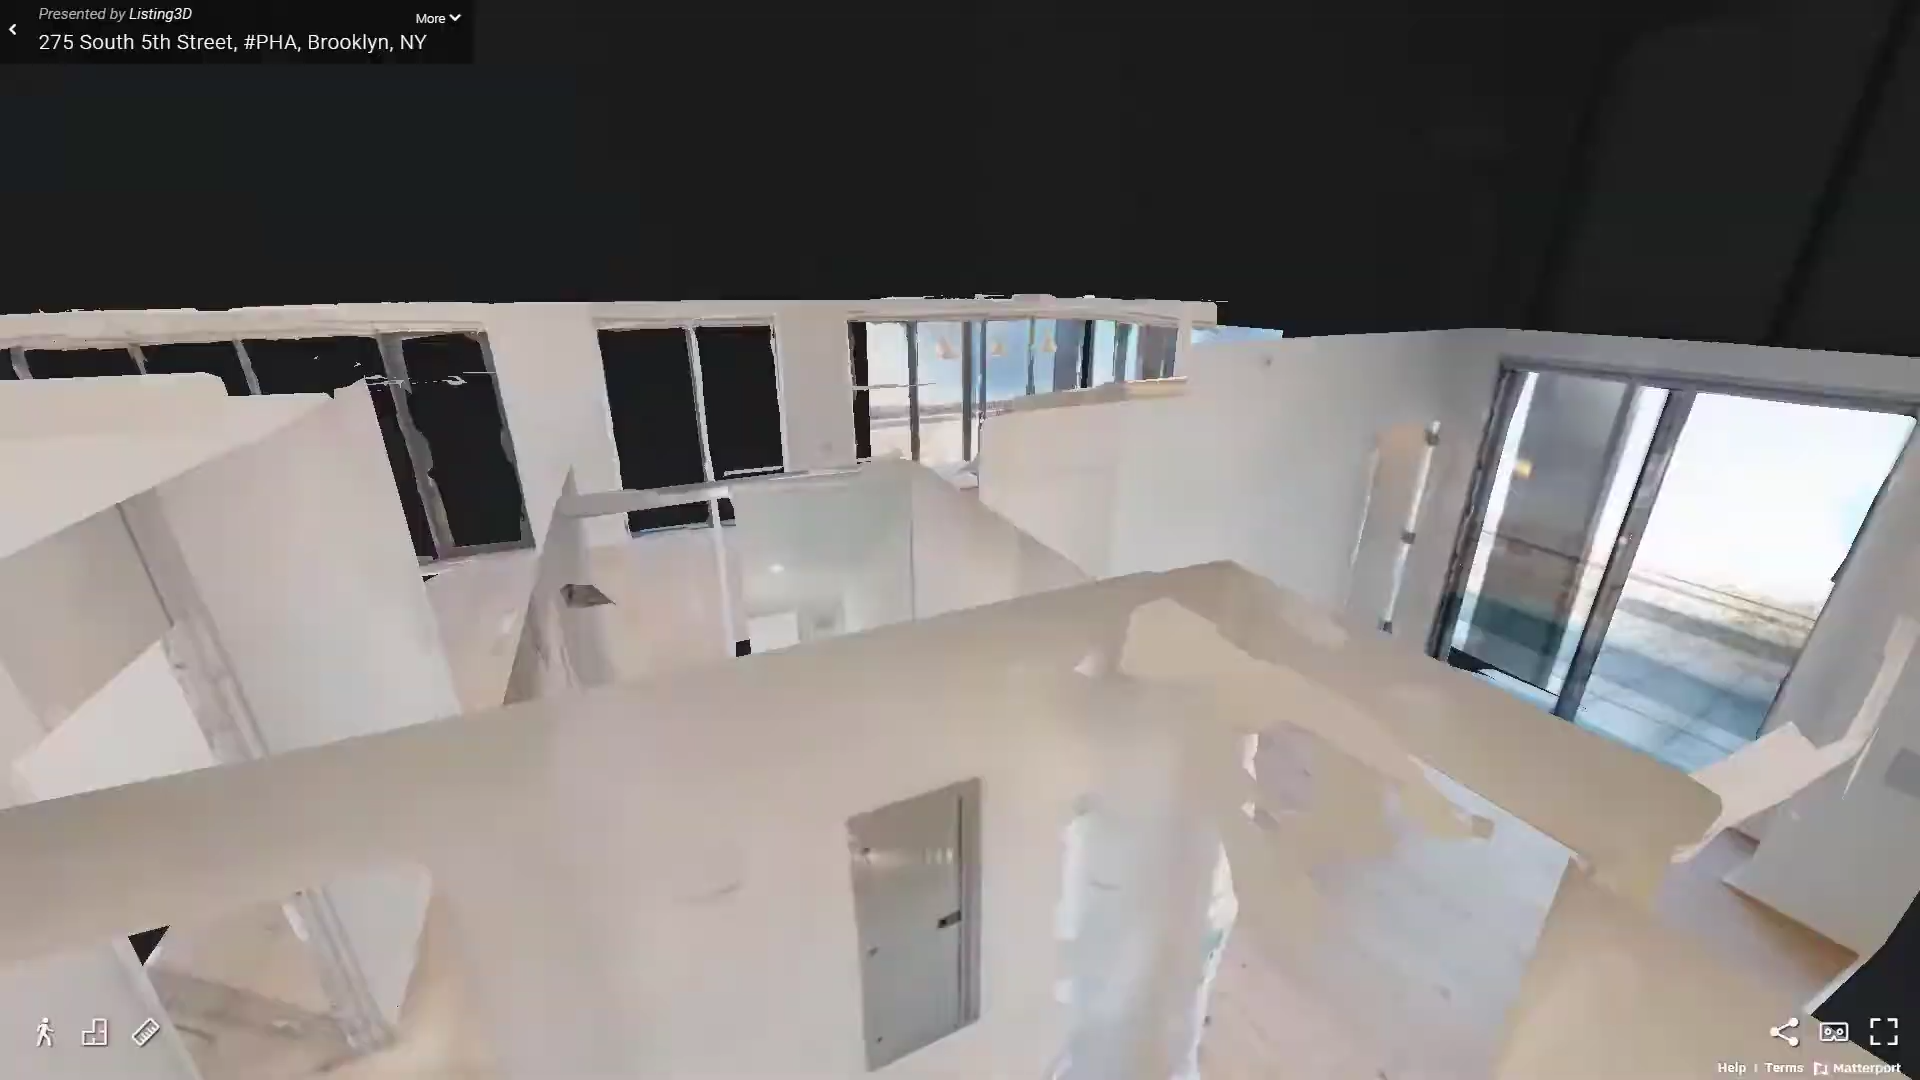 Presented by Listing3D
More
275 South 5th Street, #PHA, Brooklyn, NY
Help | Terms Matterport